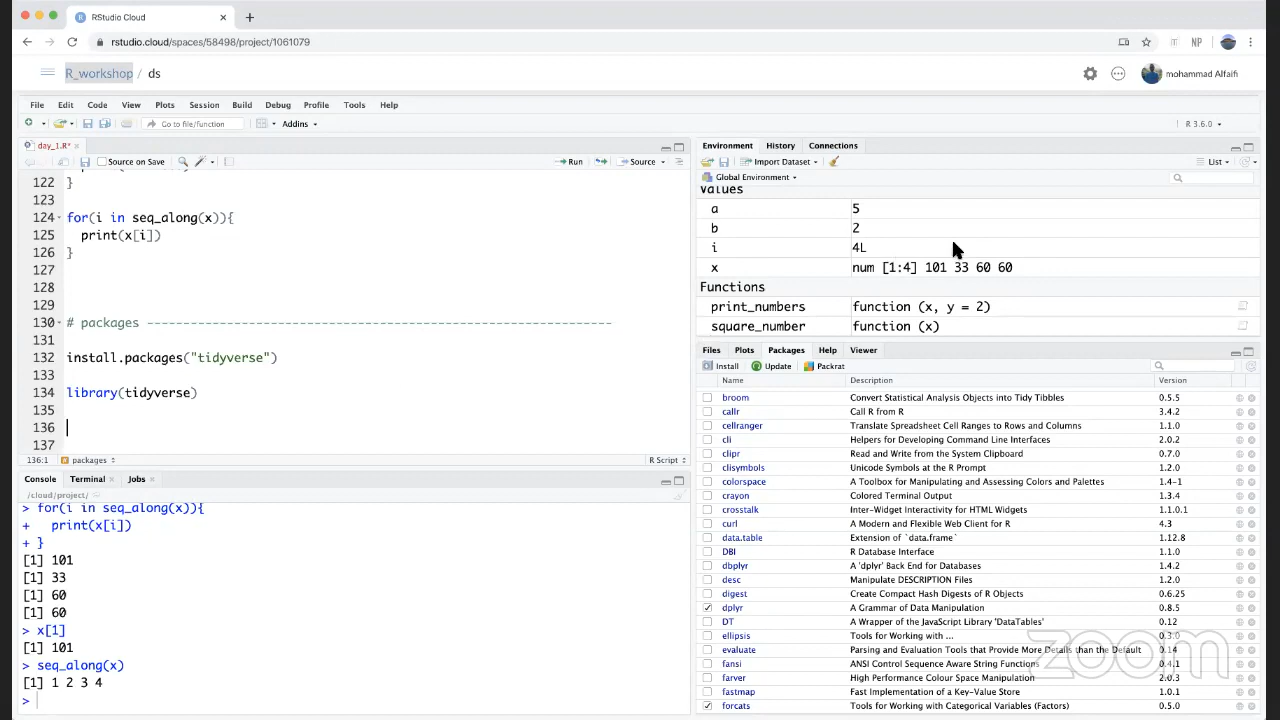 RStudio Cloud
rstudio.cloud/spaces/58498/project/1061079
NP
R_workshop / ds
mohammad Alfaifi
File Edit Code View Plots Session Build Debug Profile Tools Help
Go to file/function
Addins
R 3.6.0
day_1.R*
Source on Save
Run
Source
122 }
123
124 for(i in seq_along(x)){
125 print(x[i])
126 }
127
128
129
130 # packages ----------------------------------------------------------------
131
132 install.packages("tidyverse")
133
134 library(tidyverse)
135
136
137
136:1 packages
R Script
Console Terminal Jobs
/cloud/project/
> for(i in seq_along(x)){
+ print(x[i])
+ }
[1] 101
[1] 33
[1] 60
[1] 60
> x[1]
[1] 101
> seq_along(x)
[1] 1 2 3 4
>
Environment History Connections
Import Dataset
List
Global Environment
Values
a 5
b 2
i 4L
x num [1:4] 101 33 60 60
Functions
print_numbers function (x, y = 2)
square_number function (x)
Files Plots Packages Help Viewer
Install Update Packrat
Name Description Version
broom Convert Statistical Analysis Objects into Tidy Tibbles 0.5.5
callr Call R from R 3.4.2
cellranger Translate Spreadsheet Cell Ranges to Rows and Columns 1.1.0
cli Helpers for Developing Command Line Interfaces 2.0.2
clipr Read and Write from the System Clipboard 0.7.0
clisymbols Unicode Symbols at the R Prompt 1.2.0
colorspace A Toolbox for Manipulating and Assessing Colors and Palettes 1.4-1
crayon Colored Terminal Output 1.3.4
crosstalk Inter-Widget Interactivity for HTML Widgets 1.1.0.1
curl A Modern and Flexible Web Client for R 4.3
data.table Extension of `data.frame` 1.12.8
DBI R Database Interface 1.1.0
dbplyr A 'dplyr' Back End for Databases 1.4.2
desc Manipulate DESCRIPTION Files 1.2.0
digest Create Compact Hash Digests of R Objects 0.6.25
dplyr A Grammar of Data Manipulation 0.8.5
DT A Wrapper of the JavaScript Library 'DataTables' 0.12
ellipsis Tools for Working with ... 0.3.0
evaluate Parsing and Evaluation Tools that Provide More Details than the Default 0.14
fansi ANSI Control Sequence Aware String Functions 0.4.1
farver High Performance Colour Space Manipulation 2.0.3
fastmap Fast Implementation of a Key-Value Store 1.0.1
forcats Tools for Working with Categorical Variables (Factors) 0.5.0
zoom